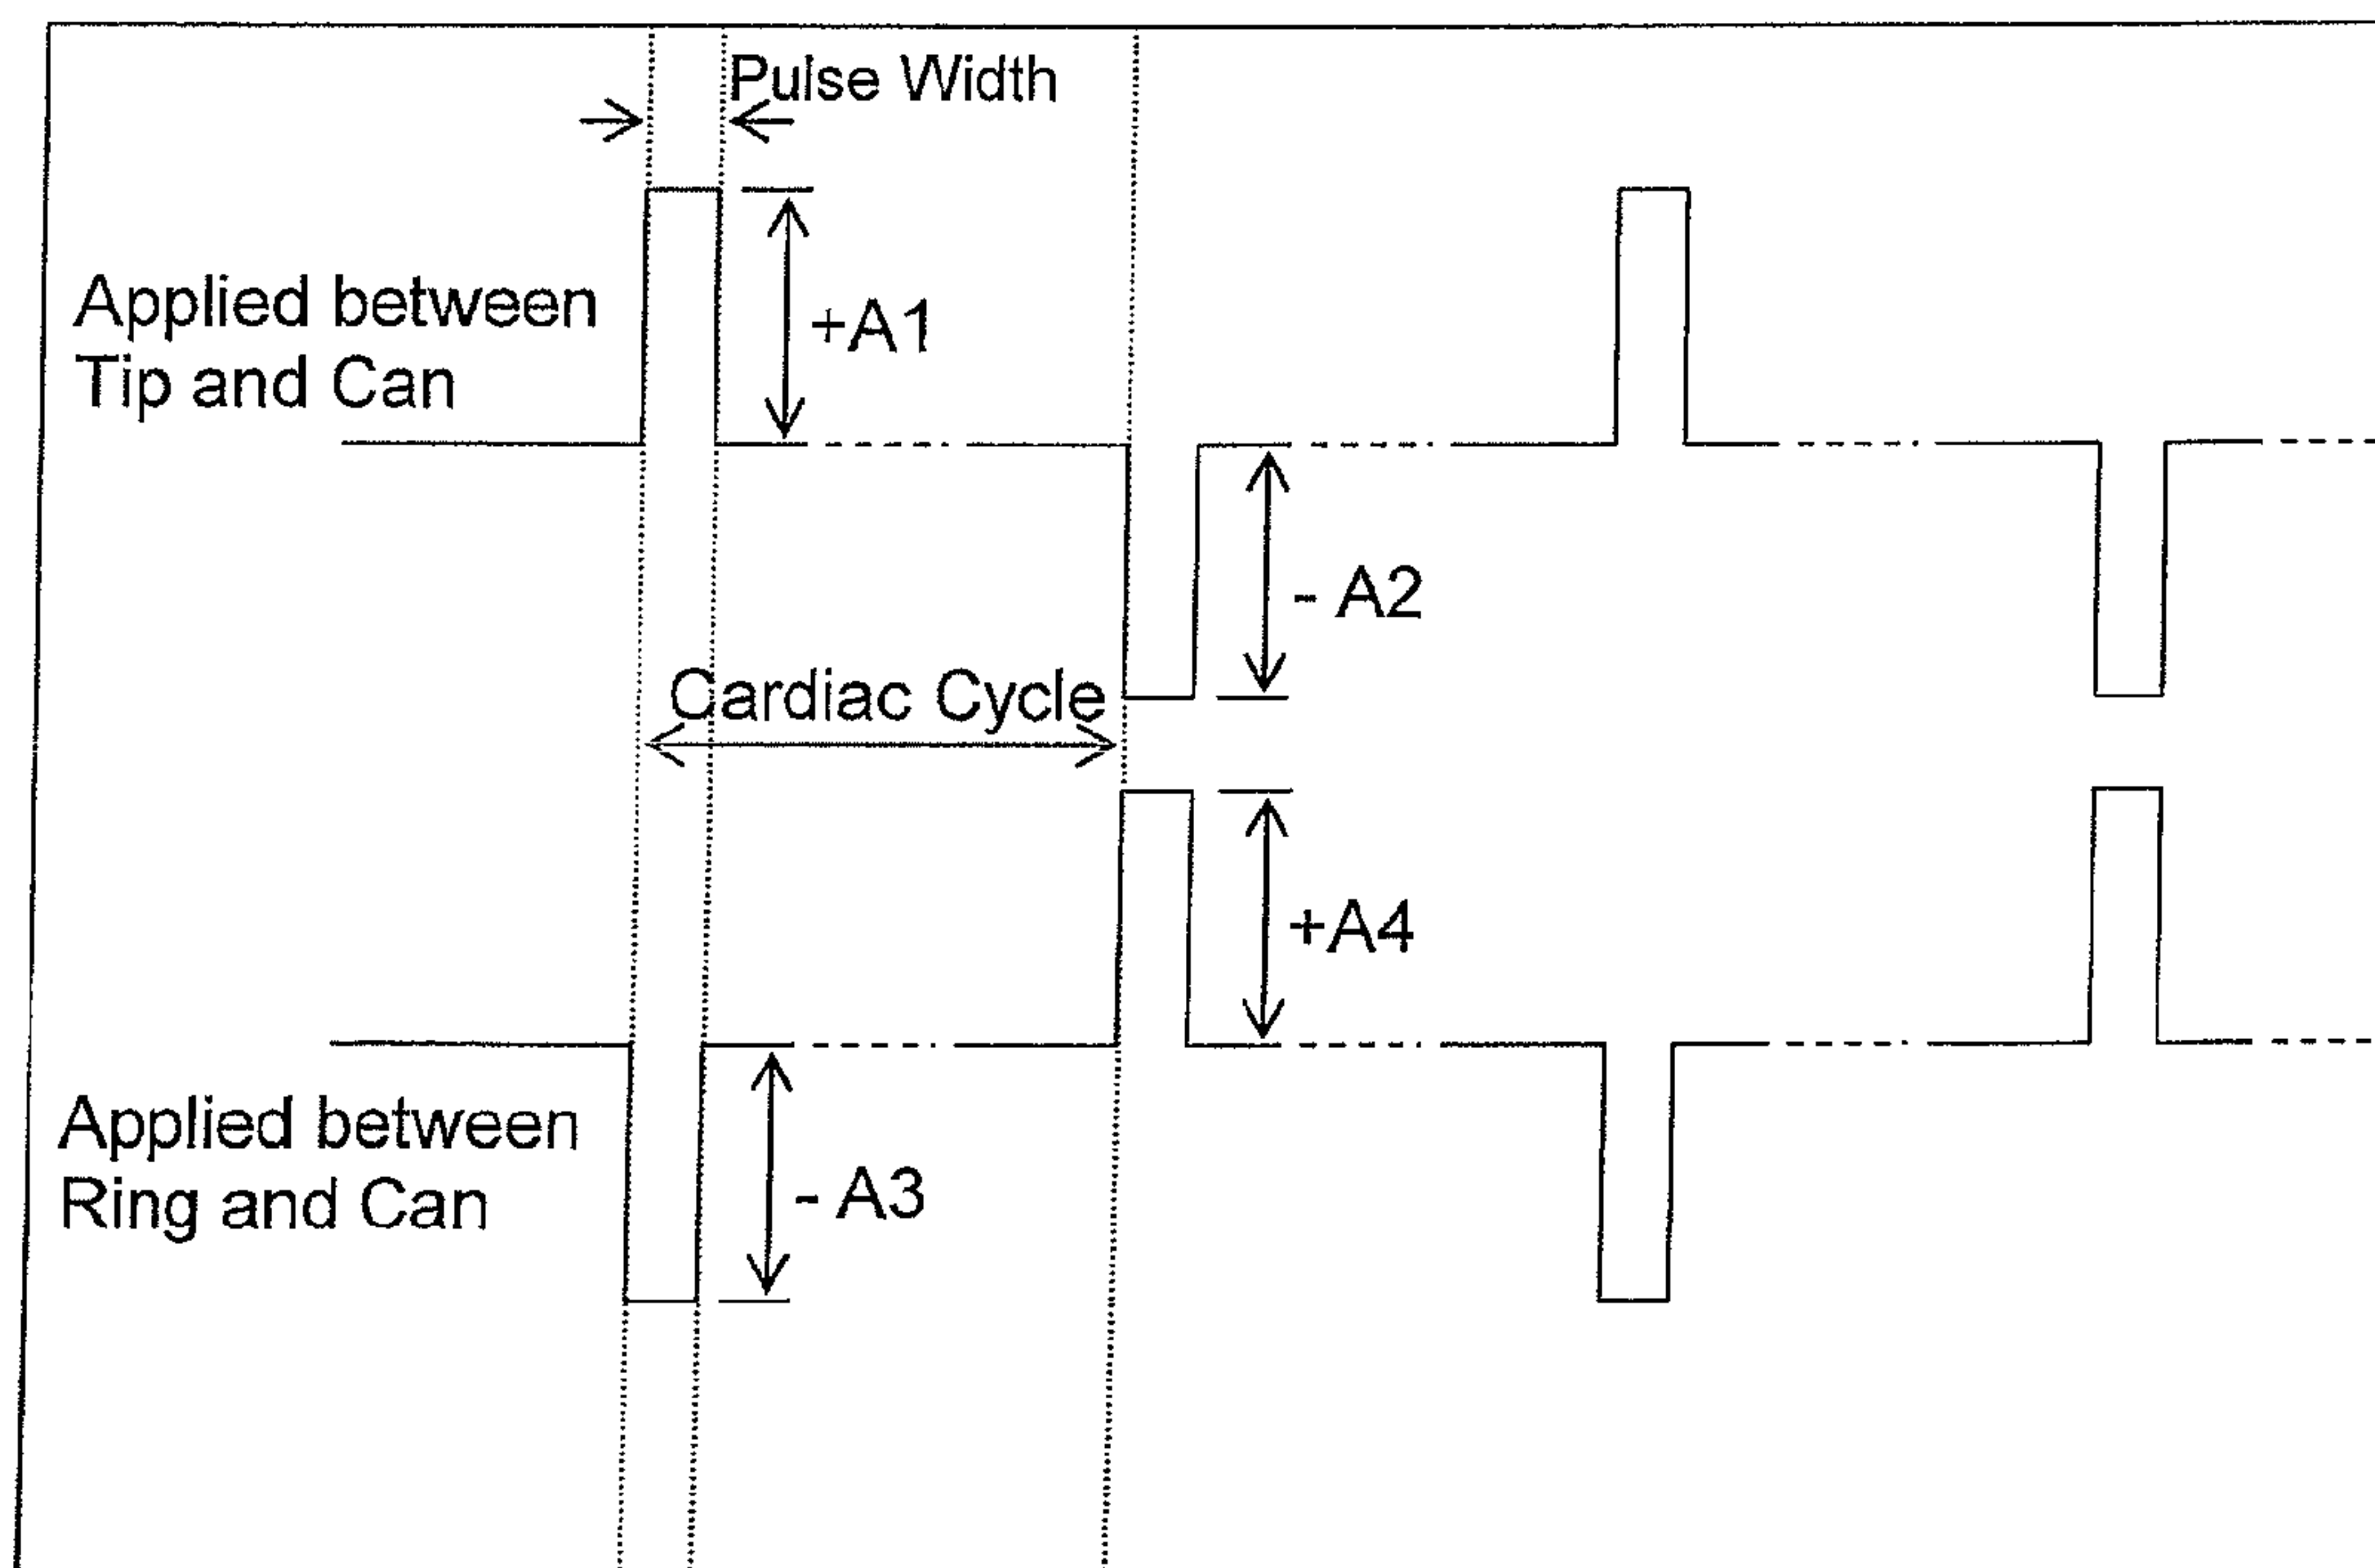 Pulse Width
Applied between
Tip and Can
+A1
- A2
Cardiac Cycle
+A4
Applied between
Ring and Can
- A3